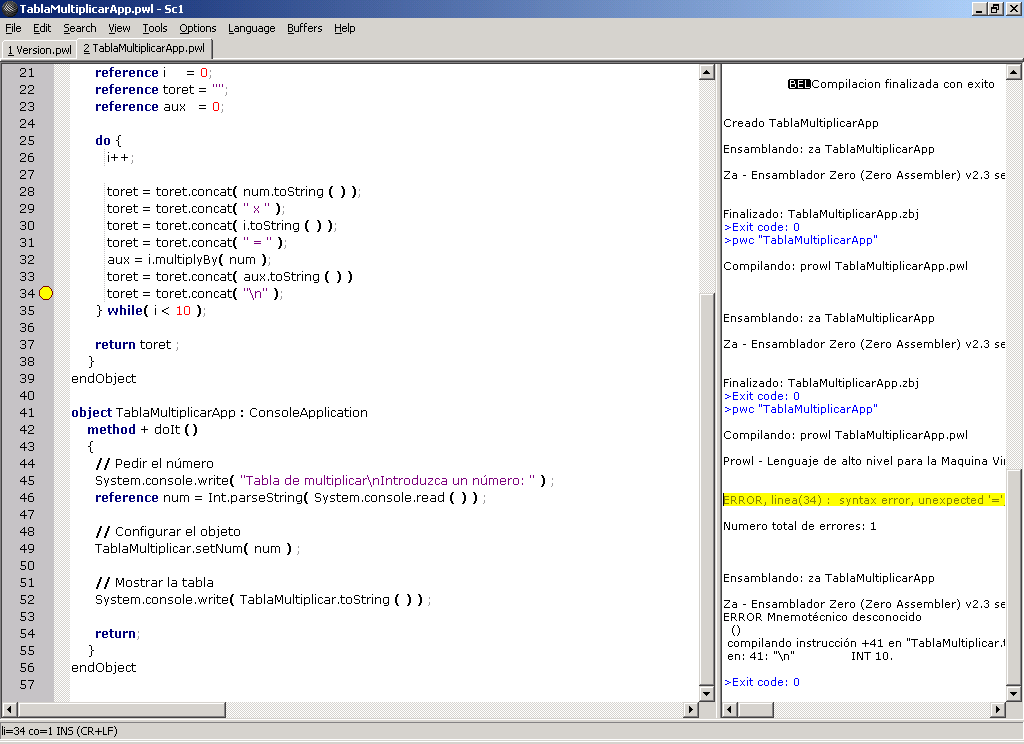 TablaMultiplicarApp.pwl - Sc1
File Edit Search View Tools Options Language Buffers Help
1 Version.pwl 2 TablaMultiplicarApp.pwl
21 reference i = 0;
22 reference toret = "";
23 reference aux = 0;
24
25 do {
26 i++;
27
28 toret = toret.concat( num.toString ( ) );
29 toret = toret.concat( " x " );
30 toret = toret.concat( i.toString ( ) );
31 toret = toret.concat( " = " );
32 aux = i.multiplyBy( num );
33 toret = toret.concat( aux.toString ( ) )
34 toret = toret.concat( "\n" );
35 } while( i < 10 );
36
37 return toret ;
38 }
39 endObject
40
41 object TablaMultiplicarApp : ConsoleApplication
42 method + doIt ( )
43 {
44 // Pedir el número
45 System.console.write( "Tabla de multiplicar\nIntroduzca un número: " ) ;
46 reference num = Int.parseString( System.console.read ( ) ) ;
47
48 // Configurar el objeto
49 TablaMultiplicar.setNum( num ) ;
50
51 // Mostrar la tabla
52 System.console.write( TablaMultiplicar.toString ( ) ) ;
53
54 return;
55 }
56 endObject
57
BELCompilacion finalizada con exito
Creado TablaMultiplicarApp
Ensamblando: za TablaMultiplicarApp
Za - Ensamblador Zero (Zero Assembler) v2.3 se
Finalizado: TablaMultiplicarApp.zbj
>Exit code: 0
>pwc "TablaMultiplicarApp"
Compilando: prowl TablaMultiplicarApp.pwl
Ensamblando: za TablaMultiplicarApp
Za - Ensamblador Zero (Zero Assembler) v2.3 se
Finalizado: TablaMultiplicarApp.zbj
>Exit code: 0
>pwc "TablaMultiplicarApp"
Compilando: prowl TablaMultiplicarApp.pwl
Prowl - Lenguaje de alto nivel para la Maquina Vi
ERROR, linea(34) : syntax error, unexpected '='
Numero total de errores: 1
Ensamblando: za TablaMultiplicarApp
Za - Ensamblador Zero (Zero Assembler) v2.3 se
ERROR Mnemotécnico desconocido
()
compilando instrucción +41 en "TablaMultiplicar.t
en: 41: "\n" INT 10.
>Exit code: 0
li=34 co=1 INS (CR+LF)